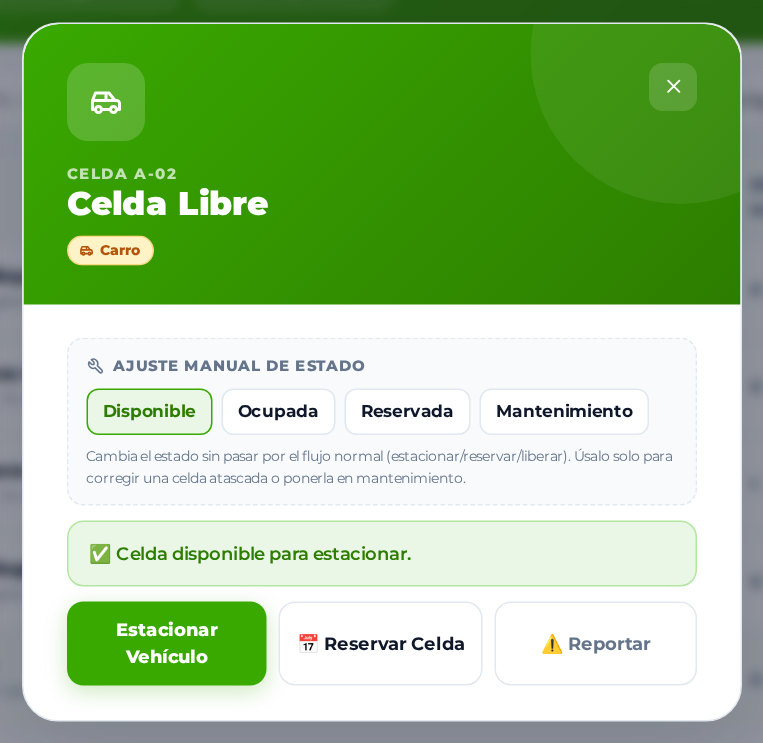 CELDA A-02
Celda Libre
Carro
AJUSTE MANUAL DE ESTADO
Disponible Ocupada Reservada Mantenimiento
Cambia el estado sin pasar por el flujo normal (estacionar/reservar/liberar). Úsalo solo para
corregir una celda atascada o ponerla en mantenimiento.
✅ Celda disponible para estacionar.
Estacionar
Vehículo
📅 Reservar Celda
⚠️ Reportar